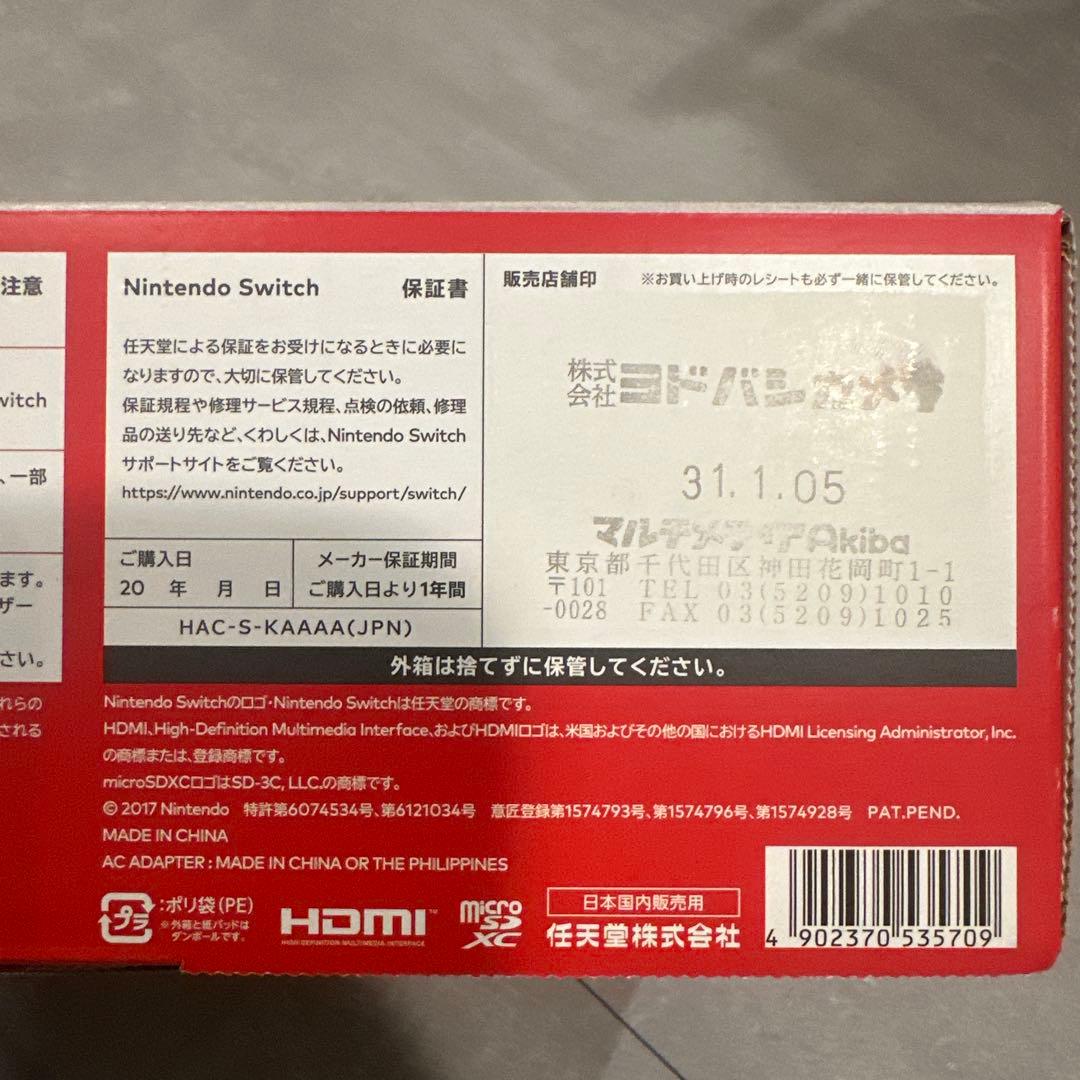 注意
witch
、一部
ます。
ザー
さい。
れらの
される
Nintendo Switch 保証書
任天堂による保証をお受けになるときに必要に
なりますので、大切に保管してください。
保証規程や修理サービス規程、点検の依頼、修理
品の送り先など、くわしくは、Nintendo Switch
サポートサイトをご覧ください。
https://www.nintendo.co.jp/support/switch/
ご購入日
20 年 月 日
メーカー保証期間
ご購入日より1年間
HAC-S-KAAAA(JPN)
販売店舗印 ※お買い上げ時のレシートも必ず一緒に保管してください。
株式会社ヨドバシカメラ
31.1.05
マルチメディアAkiba
東京都千代田区神田花岡町1-1
〒101 TEL 03(5209)1010
-0028 FAX 03(5209)1025
外箱は捨てずに保管してください。
Nintendo Switchのロゴ・Nintendo Switchは任天堂の商標です。
HDMI、High-Definition Multimedia Interface、およびHDMIロゴは、米国およびその他の国におけるHDMI Licensing Administrator, Inc.
の商標または、登録商標です。
microSDXCロゴはSD-3C, LLC.の商標です。
© 2017 Nintendo 特許第6074534号、第6121034号 意匠登録第1574793号、第1574796号、第1574928号 PAT.PEND.
MADE IN CHINA
AC ADAPTER : MADE IN CHINA OR THE PHILIPPINES
プラ
:ポリ袋(PE)
※外箱と紙パッドは
ダンボールです。
HDMI™
HIGH-DEFINITION MULTIMEDIA INTERFACE
micro
SD
XC
日本国内販売用
任天堂株式会社
4 902370 535709